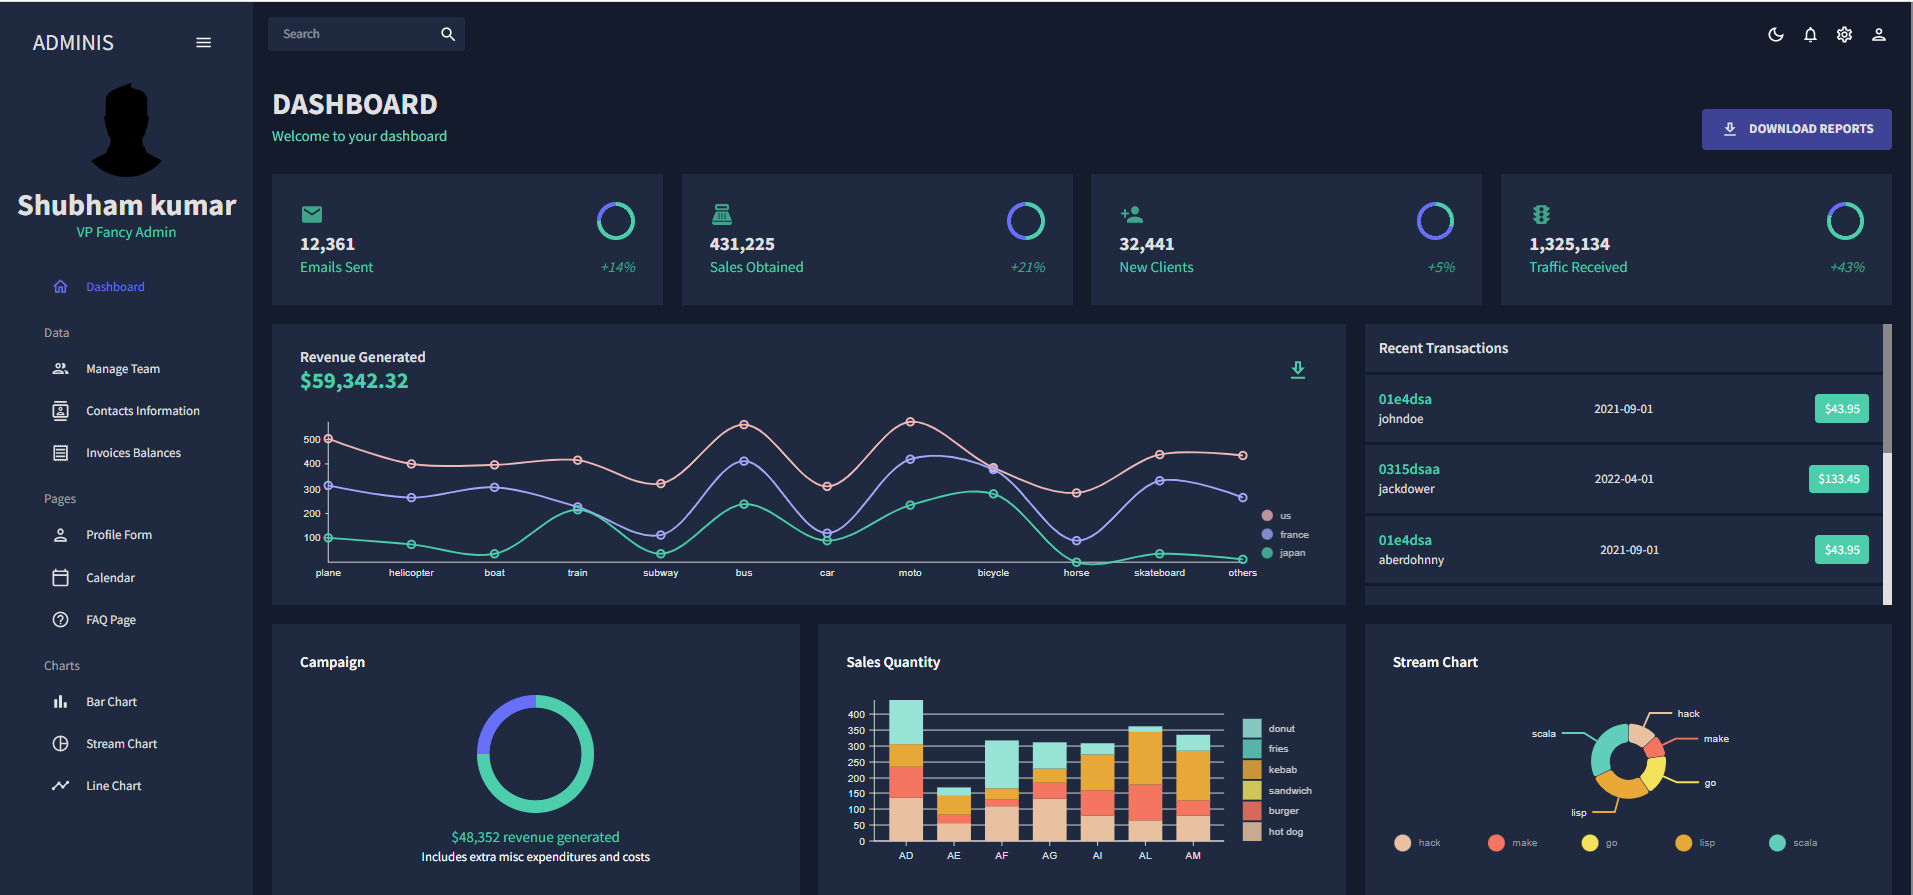 ADMINIS
Search
Shubham kumar
VP Fancy Admin
Dashboard
Data
Manage Team
Contacts Information
Invoices Balances
Pages
Profile Form
Calendar
FAQ Page
Charts
Bar Chart
Stream Chart
Line Chart
DASHBOARD
Welcome to your dashboard
DOWNLOAD REPORTS
12,361
Emails Sent
+14%
431,225
Sales Obtained
+21%
32,441
New Clients
+5%
1,325,134
Traffic Received
+43%
Revenue Generated
$59,342.32
500
400
300
200
100
plane helicopter boat train subway bus car moto bicycle horse skateboard others
us
france
japan
Recent Transactions
01e4dsa
johndoe
2021-09-01
$43.95
0315dsaa
jackdower
2022-04-01
$133.45
01e4dsa
aberdohnny
2021-09-01
$43.95
Campaign
$48,352 revenue generated
Includes extra misc expenditures and costs
Sales Quantity
400
350
300
250
200
150
100
50
0
AD AE AF AG AI AL AM
donut
fries
kebab
sandwich
burger
hot dog
Stream Chart
hack
scala
make
go
lisp
hack make go lisp scala